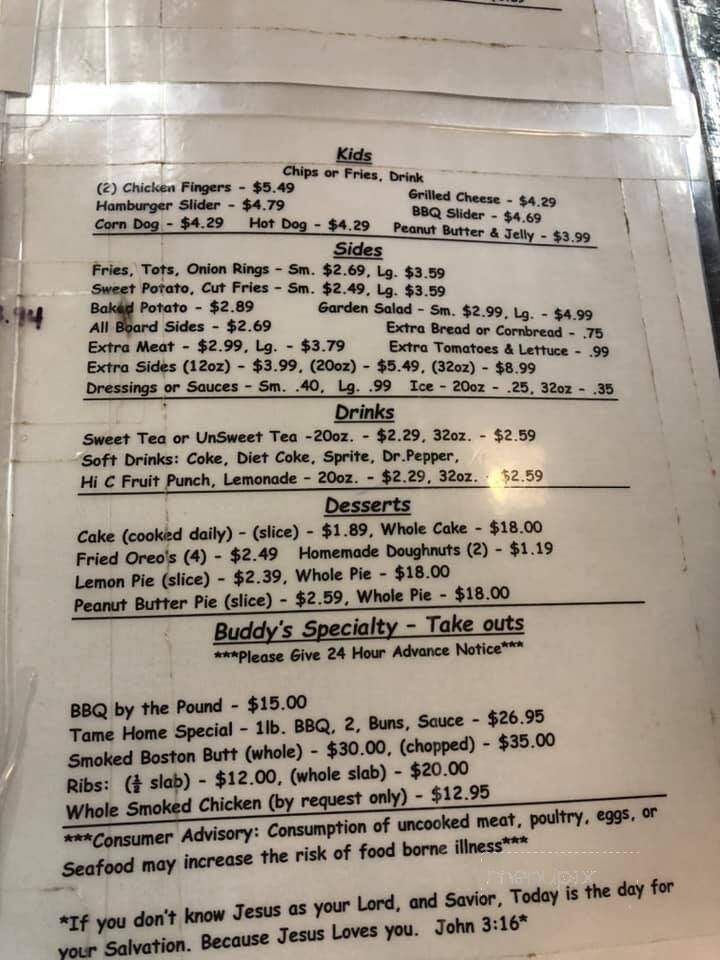 Kids
Chips or Fries, Drink
(2) Chicken Fingers - $5.49 Grilled Cheese - $4.29
Hamburger Slider - $4.79 BBQ Slider - $4.69
Corn Dog - $4.29 Hot Dog - $4.29 Peanut Butter & Jelly - $3.99
Sides
Fries, Tots, Onion Rings - Sm. $2.69, Lg. $3.59
Sweet Potato, Cut Fries - Sm. $2.49, Lg. $3.59
Baked Potato - $2.89 Garden Salad - Sm. $2.99, Lg. - $4.99
All Board Sides - $2.69 Extra Bread or Cornbread - .75
Extra Meat - $2.99, Lg. - $3.79 Extra Tomatoes & Lettuce - .99
Extra Sides (12oz) - $3.99, (20oz) - $5.49, (32oz) - $8.99
Dressings or Sauces - Sm. .40, Lg. .99 Ice - 20oz - .25, 32oz - .35
Drinks
Sweet Tea or UnSweet Tea -20oz. - $2.29, 32oz. - $2.59
Soft Drinks: Coke, Diet Coke, Sprite, Dr.Pepper,
Hi C Fruit Punch, Lemonade - 20oz. - $2.29, 32oz. - $2.59
Desserts
Cake (cooked daily) - (slice) - $1.89, Whole Cake - $18.00
Fried Oreo's (4) - $2.49 Homemade Doughnuts (2) - $1.19
Lemon Pie (slice) - $2.39, Whole Pie - $18.00
Peanut Butter Pie (slice) - $2.59, Whole Pie - $18.00
Buddy's Specialty - Take outs
***Please Give 24 Hour Advance Notice***
BBQ by the Pound - $15.00
Tame Home Special - 1lb. BBQ, 2, Buns, Sauce - $26.95
Smoked Boston Butt (whole) - $30.00, (chopped) - $35.00
Ribs: (½ slab) - $12.00, (whole slab) - $20.00
Whole Smoked Chicken (by request only) - $12.95
***Consumer Advisory: Consumption of uncooked meat, poultry, eggs, or
Seafood may increase the risk of food borne illness***
menupix
*If you don't know Jesus as your Lord, and Savior, Today is the day for
your Salvation. Because Jesus Loves you. John 3:16*